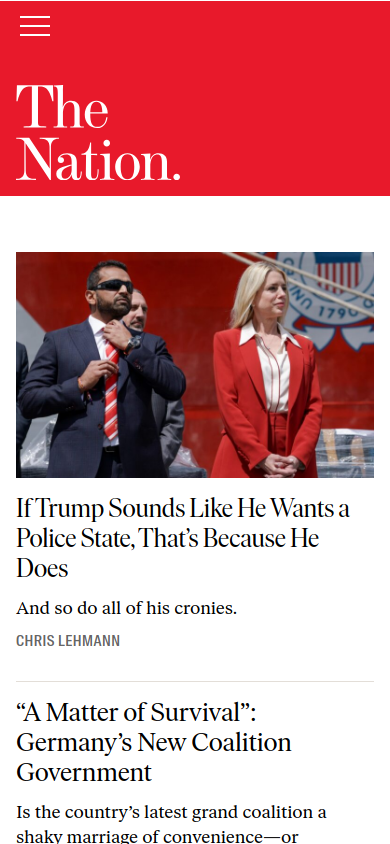 The
Nation.
1790
If Trump Sounds Like He Wants a
Police State, That’s Because He
Does
And so do all of his cronies.
CHRIS LEHMANN
“A Matter of Survival”:
Germany’s New Coalition
Government
Is the country’s latest grand coalition a
shaky marriage of convenience—or